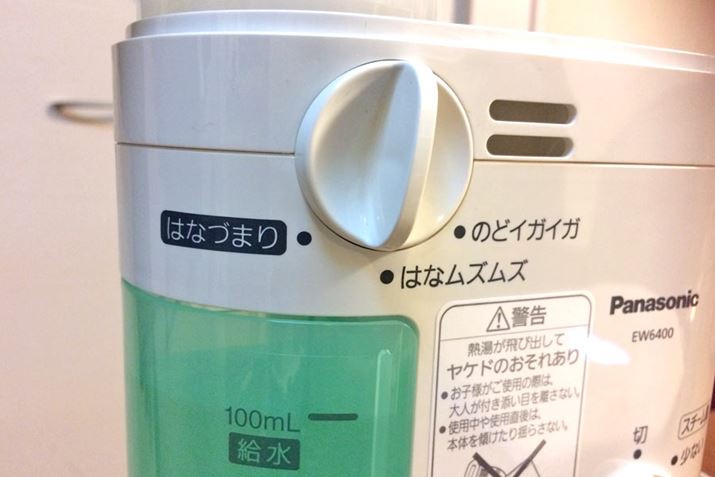 はなづまり
のどイガイガ
はなムズムズ
Panasonic
EW6400
警告
熱湯が飛び出して
ヤケドのおそれあり
●お子様がご使用の際は、
大人が付き添い目を離さない。
●使用中や使用直後は、
本体を傾けたり揺らさない。
100mL
給水
切
スチーム
少ない